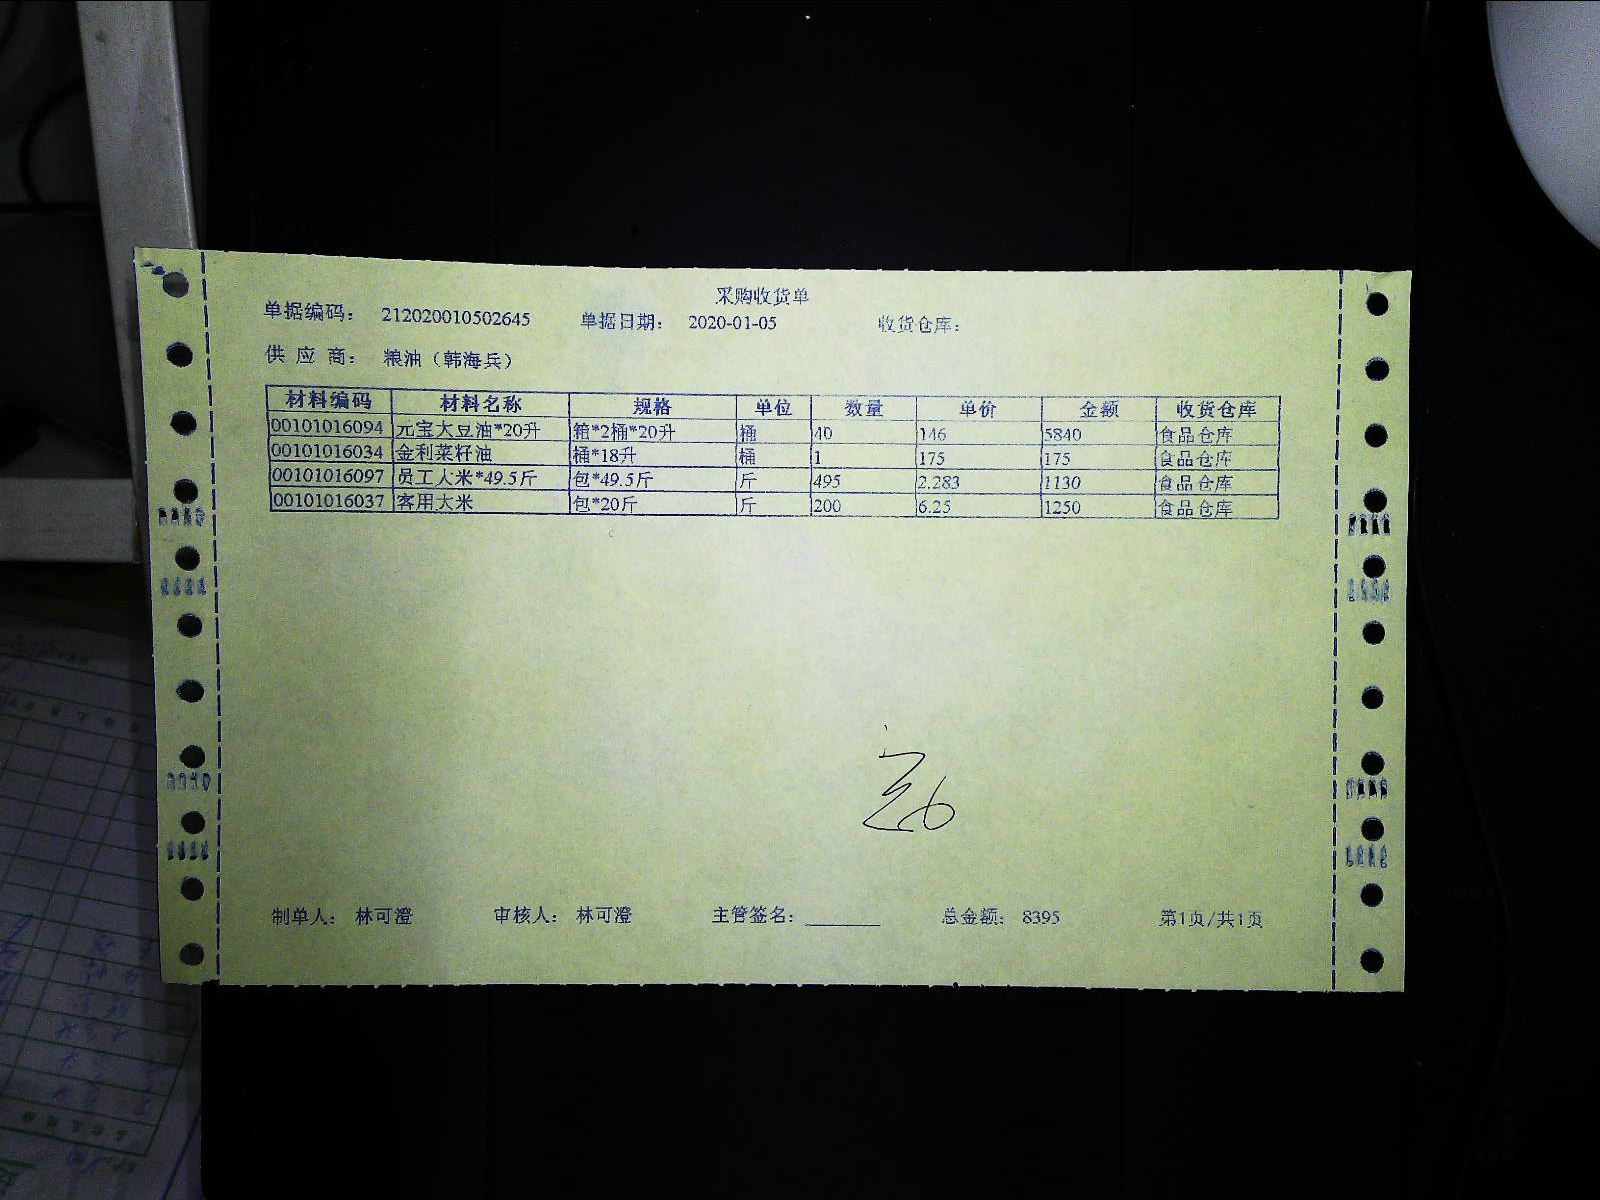 采购收货单
单据编码： 212020010502645 单据日期： 2020-01-05 收货仓库：
供 应 商： 粮油（韩海兵）
材料编码 材料名称 规格 单位 数量 单价 金额 收货仓库
00101016094 元宝大豆油*20升 箱*2桶*20升 桶 40 146 5840 食品仓库
00101016034 金利菜籽油 桶*18升 桶 1 175 175 食品仓库
00101016097 员工大米*49.5斤 包*49.5斤 斤 495 2.283 1130 食品仓库
00101016037 客用大米 包*20斤 斤 200 6.25 1250 食品仓库
制单人： 林可澄 审核人： 林可澄 主管签名： 总金额： 8395 第1页/共1页